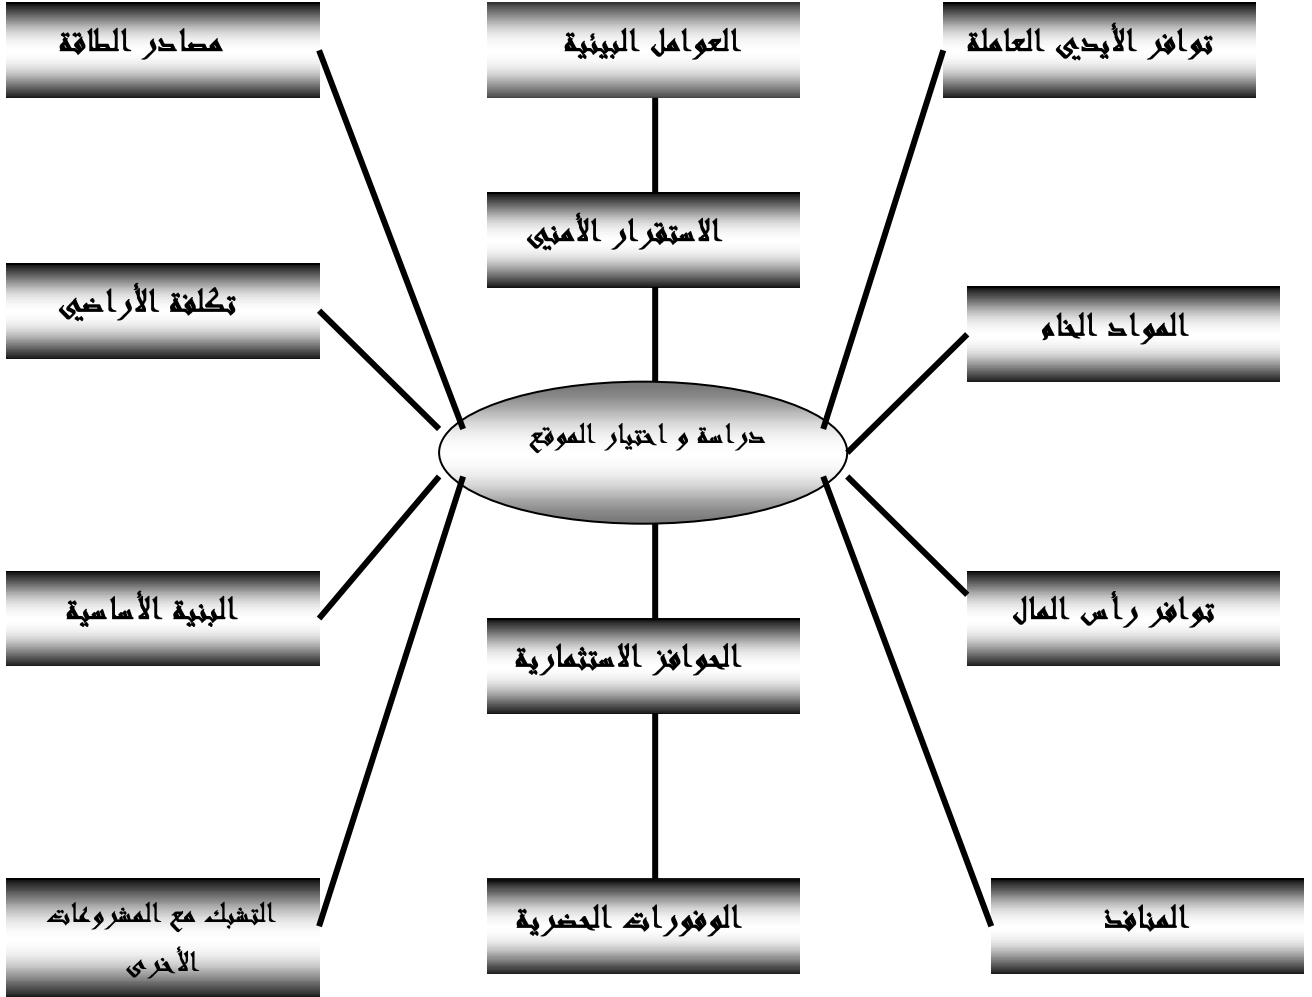 توافر الأيدي العاملة
العوامل البيئية
مصادر الطاقة
الاستقرار الأمني
المواد الخام
تكلفة الأراضي
دراسة و اختيار الموقع
توافر رأس المال
البنية الأساسية
الحوافز الاستثمارية
المنافذ
الوفورات الحضرية
التشبك مع المشروعات
الأخرى